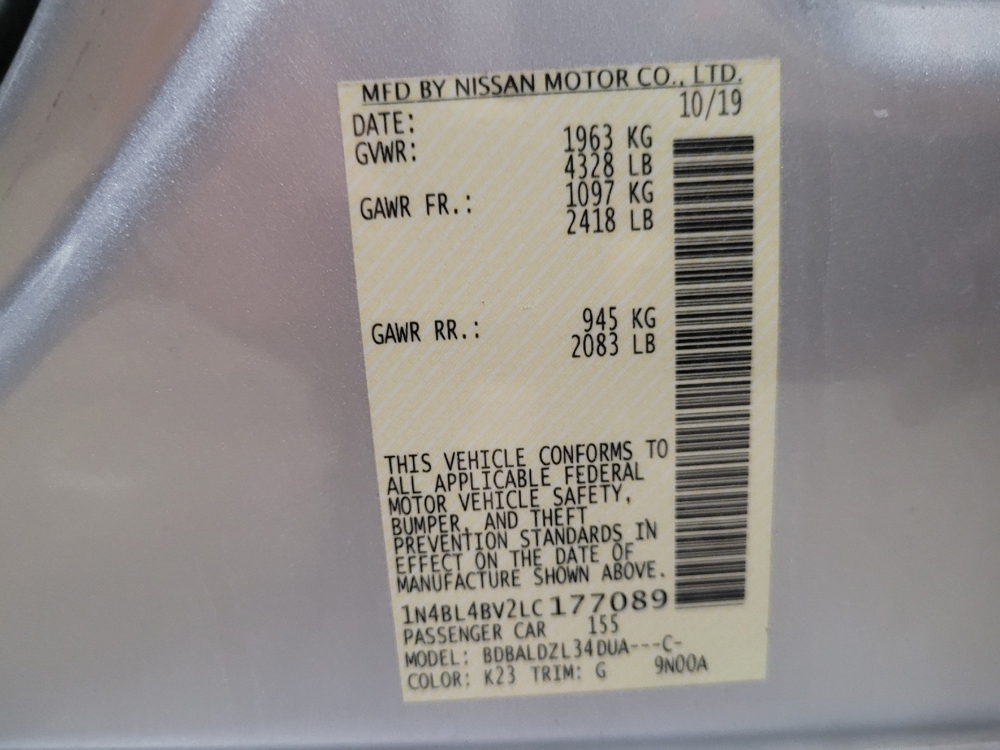 MFD BY NISSAN MOTOR CO., LTD.
DATE: 10/19
GVWR: 1963 KG
4328 LB
GAWR FR.: 1097 KG
2418 LB
GAWR RR.: 945 KG
2083 LB
THIS VEHICLE CONFORMS TO
ALL APPLICABLE FEDERAL
MOTOR VEHICLE SAFETY,
BUMPER, AND THEFT
PREVENTION STANDARDS IN
EFFECT ON THE DATE OF
MANUFACTURE SHOWN ABOVE.
1N4BL4BV2LC177089
PASSENGER CAR 155
MODEL: BDBALDZL34DUA---C-
COLOR: K23 TRIM: G 9N00A